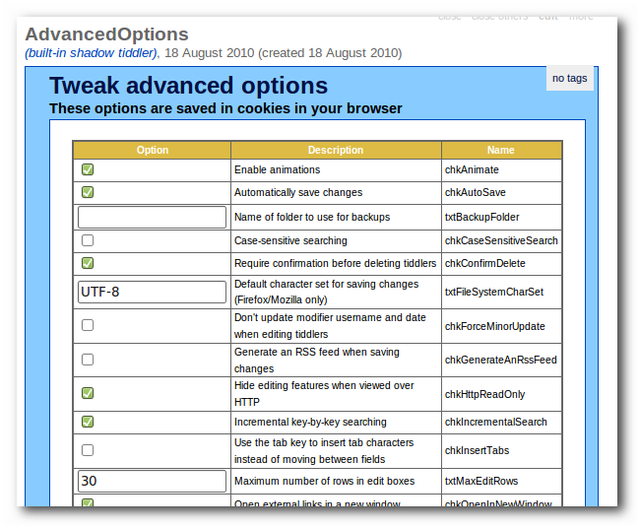 close close others edit more
AdvancedOptions
(built-in shadow tiddler), 18 August 2010 (created 18 August 2010)
no tags
Tweak advanced options
These options are saved in cookies in your browser
Option Description Name
Enable animations chkAnimate
Automatically save changes chkAutoSave
Name of folder to use for backups txtBackupFolder
Case-sensitive searching chkCaseSensitiveSearch
Require confirmation before deleting tiddlers chkConfirmDelete
UTF-8 Default character set for saving changes txtFileSystemCharSet
(Firefox/Mozilla only)
Don't update modifier username and date chkForceMinorUpdate
when editing tiddlers
Generate an RSS feed when saving chkGenerateAnRssFeed
changes
Hide editing features when viewed over chkHttpReadOnly
HTTP
Incremental key-by-key searching chkIncrementalSearch
Use the tab key to insert tab characters chkInsertTabs
instead of moving between fields
30 Maximum number of rows in edit boxes txtMaxEditRows
Open external links in a new window chkOpenInNewWindow